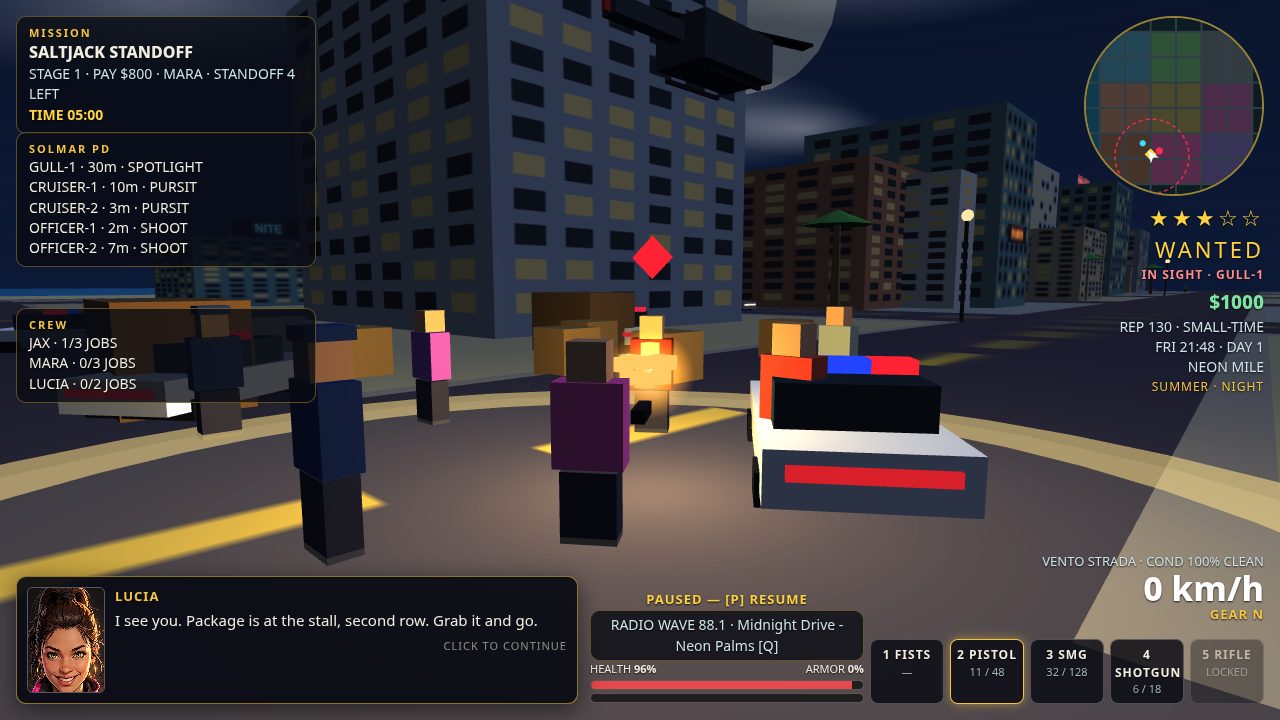 MISSION
SALTJACK STANDOFF
STAGE 1 · PAY $800 · MARA · STANDOFF 4
LEFT
TIME 05:00
SOLMAR PD
GULL-1 · 30m · SPOTLIGHT
CRUISER-1 · 10m · PURSIT
CRUISER-2 · 3m · PURSIT
OFFICER-1 · 2m · SHOOT
OFFICER-2 · 7m · SHOOT
NITE
CREW
JAX · 1/3 JOBS
MARA · 0/3 JOBS
LUCIA · 0/2 JOBS
★★★☆☆
WANTED
IN SIGHT · GULL-1
$1000
REP 130 · SMALL-TIME
FRI 21:48 · DAY 1
NEON MILE
SUMMER · NIGHT
LUCIA
I see you. Package is at the stall, second row. Grab it and go.
CLICK TO CONTINUE
PAUSED — [P] RESUME
RADIO WAVE 88.1 · Midnight Drive -
Neon Palms [Q]
HEALTH 96% ARMOR 0%
VENTO STRADA · COND 100% CLEAN
0 km/h
GEAR N
1 FISTS
—
2 PISTOL
11 / 48
3 SMG
32 / 128
4
SHOTGUN
6 / 18
5 RIFLE
LOCKED